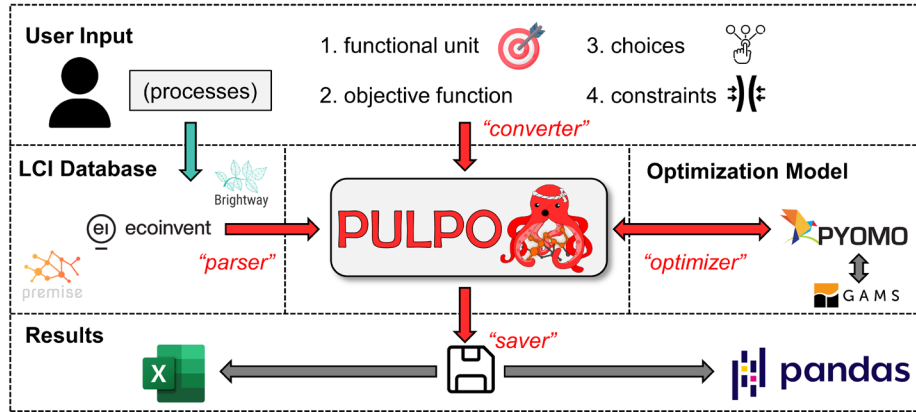 User Input
1. functional unit
3. choices
(processes)
2. objective function
4. constraints
"converter"
LCI Database
Optimization Model
Brightway
PULPO
ecoinvent
PYOMO
"parser"
"optimizer"
premise
GAMS
Results
"saver"
X
pandas